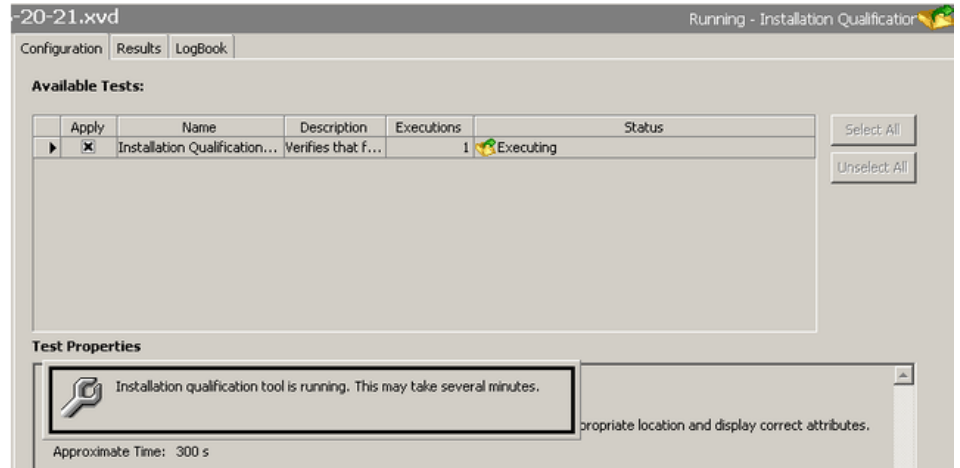 -20-21.xvd
Running - Installation Qualification
Configuration Results LogBook
Available Tests:
Apply Name Description Executions Status
Installation Qualification... Verifies that f... 1 Executing
Select All
Unselect All
Test Properties
Installation qualification tool is running. This may take several minutes.
propriate location and display correct attributes.
Approximate Time: 300 s